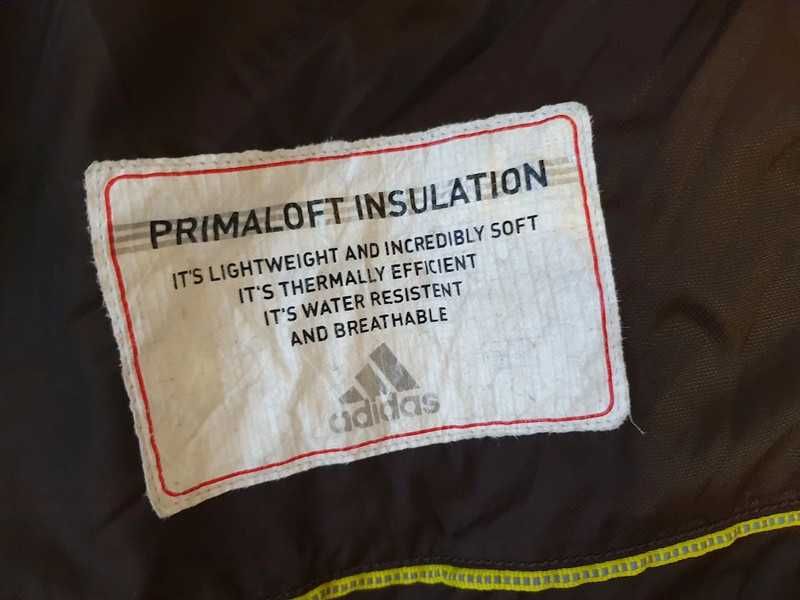 PRIMALOFT INSULATION
IT'S LIGHTWEIGHT AND INCREDIBLY SOFT
IT'S THERMALLY EFFICIENT
IT'S WATER RESISTENT
AND BREATHABLE
adidas